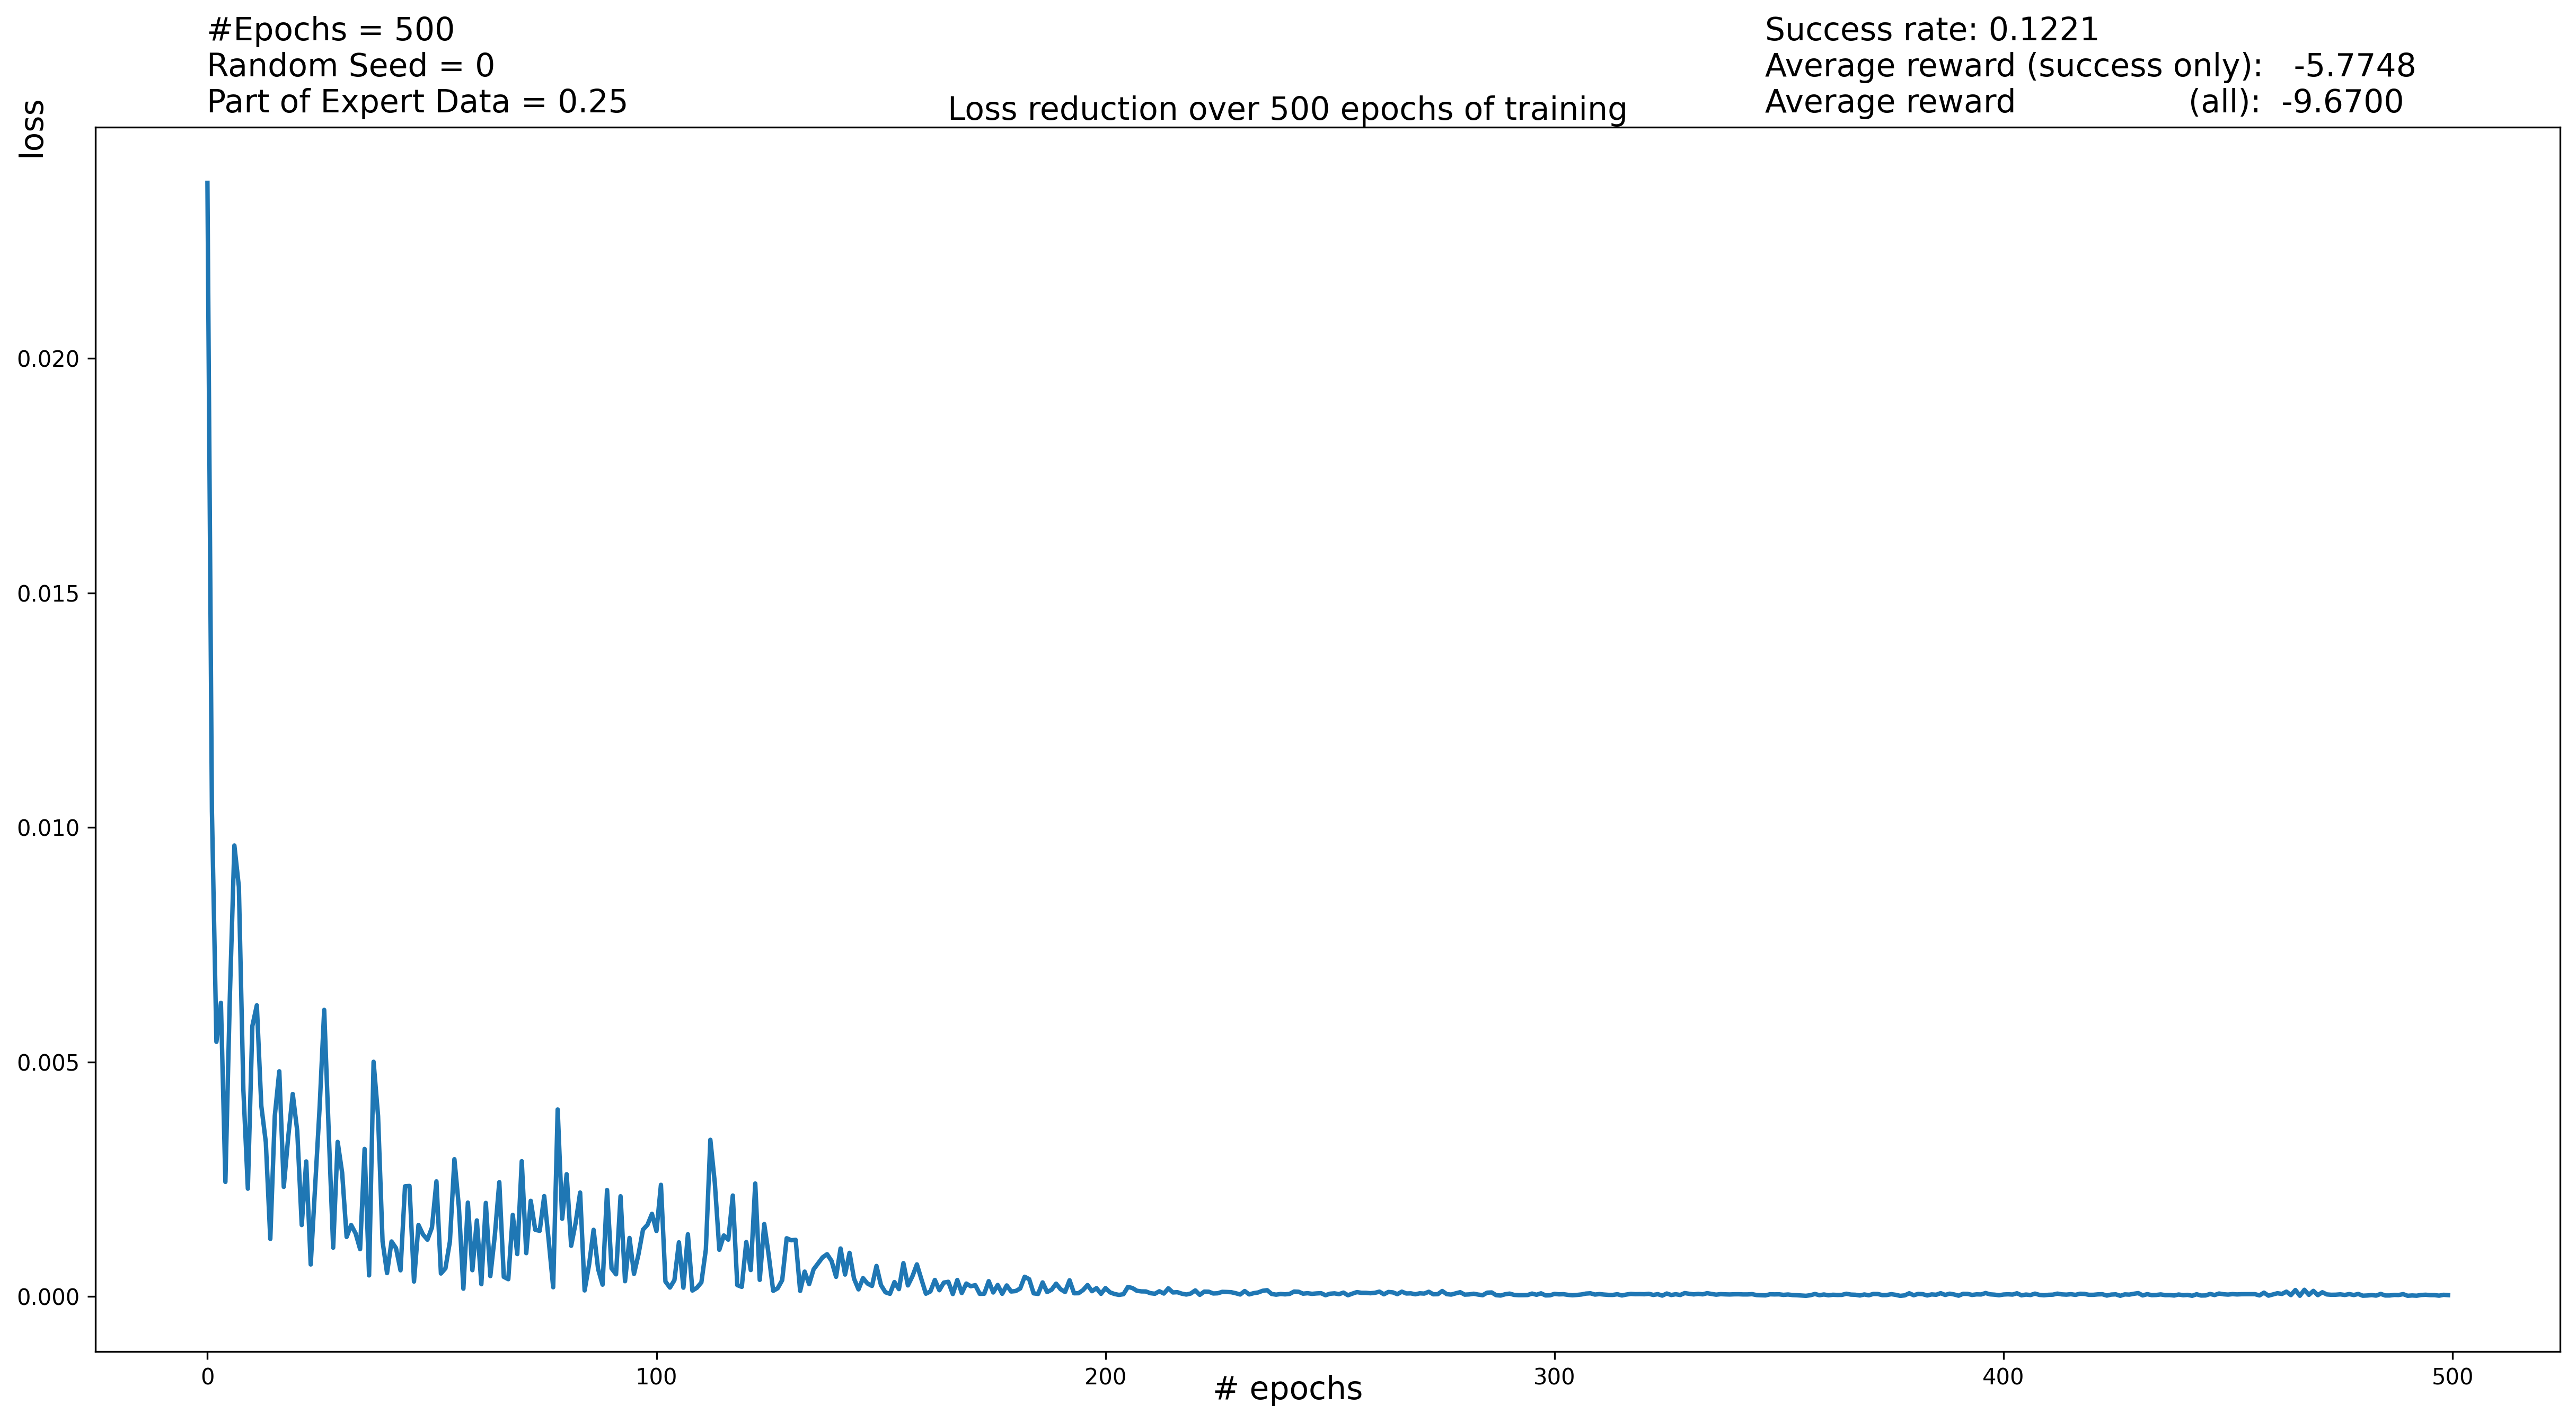 #Epochs = 500
Random Seed = 0
Part of Expert Data = 0.25
Success rate: 0.1221
Average reward (success only): -5.7748
Average reward (all): -9.6700
Loss reduction over 500 epochs of training
loss
0.020
0.015
0.010
0.005
0.000
0 100 200 300 400 500
# epochs